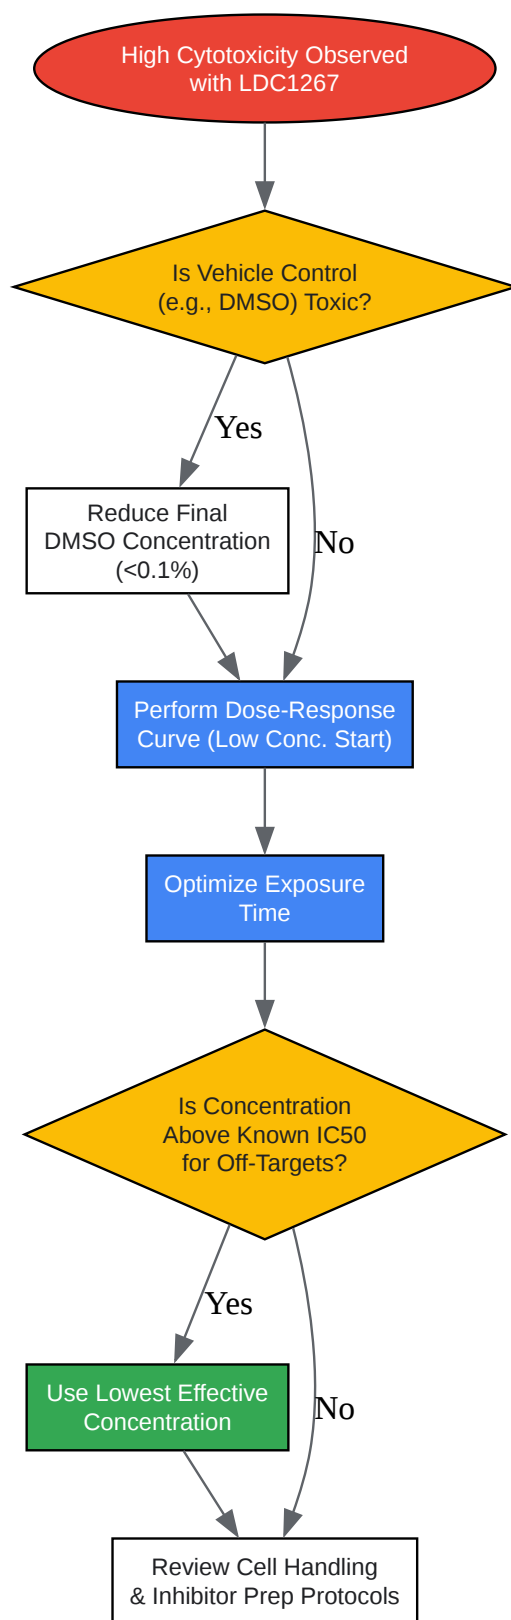 High Cytotoxicity Observed
with LDC1267
Is Vehicle Control
(e.g., DMSO) Toxic?
Yes
Reduce Final
DMSO Concentration
(<0.1%)
No
Perform Dose-Response
Curve (Low Conc. Start)
Optimize Exposure
Time
Is Concentration
Above Known IC50
for Off-Targets?
Yes
Use Lowest Effective
Concentration
No
Review Cell Handling
& Inhibitor Prep Protocols